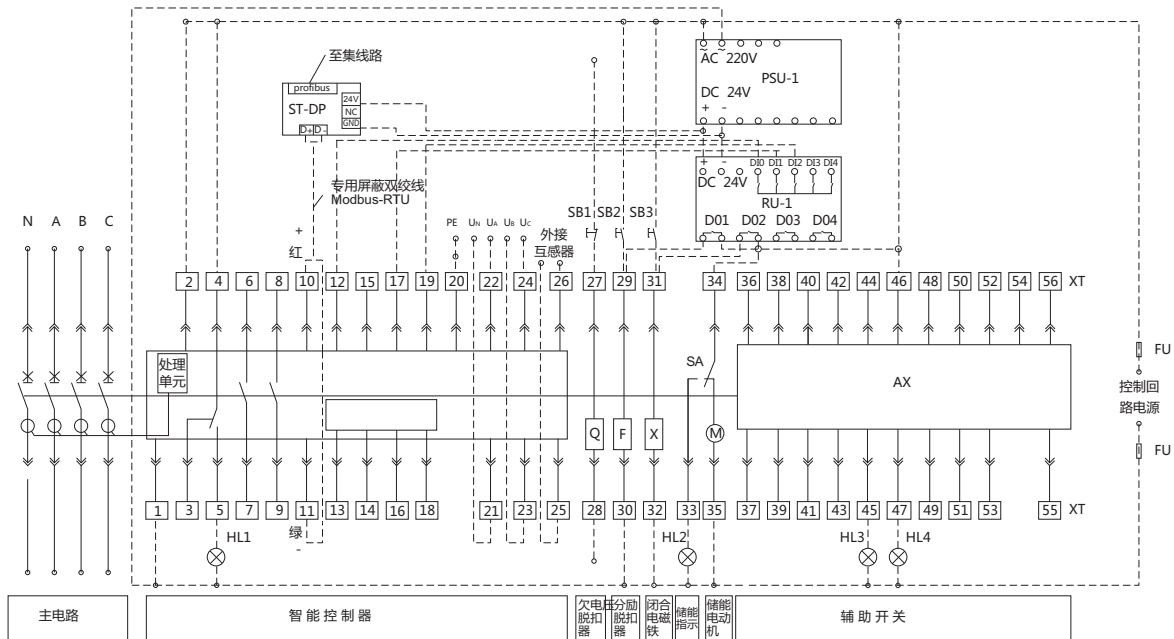 至集线路
profibus
ST-DP
24V
NC
GND
D+ D-
AC 220V
PSU-1
DC 24V
+ -
+ -
DI0 DI1 DI2 DI3 DI4
DC 24V
RU-1
D01 D02 D03 D04
专用屏蔽双绞线
Modbus-RTU
SB1 SB2 SB3
N A B C
+
红
PE UN UA UB UC
外接
互感器
2 4 6 8 10 12 15 17 19 20 22 24 26 27 29 31 34 36 38 40 42 44 46 48 50 52 54 56 XT
处理
单元
SA
AX
FU
控制回
路电源
FU
Q F X M
1 3 5 7 9 11 13 14 16 18 21 23 25 28 30 32 33 35 37 39 41 43 45 47 49 51 53 55 XT
HL1
绿
-
HL2
HL3
HL4
主电路
智能控制器
欠电压
脱扣
器
分励
脱扣
器
闭合
电磁
铁
储能
指示
储能
电动
机
辅助开关